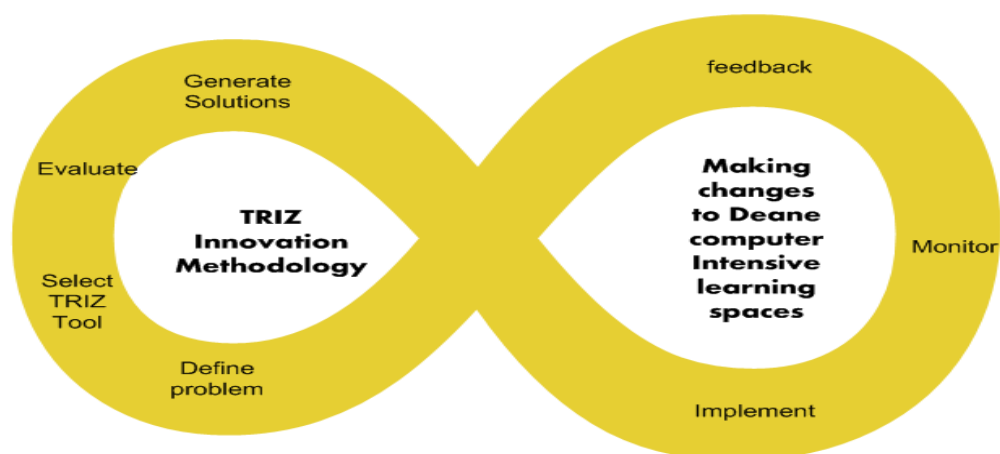 Generate
Solutions
Evaluate
TRIZ
Innovation
Methodology
Select
TRIZ
Tool
Define
problem
feedback
Making
changes
to Deane
computer
Intensive
learning
spaces
Monitor
Implement